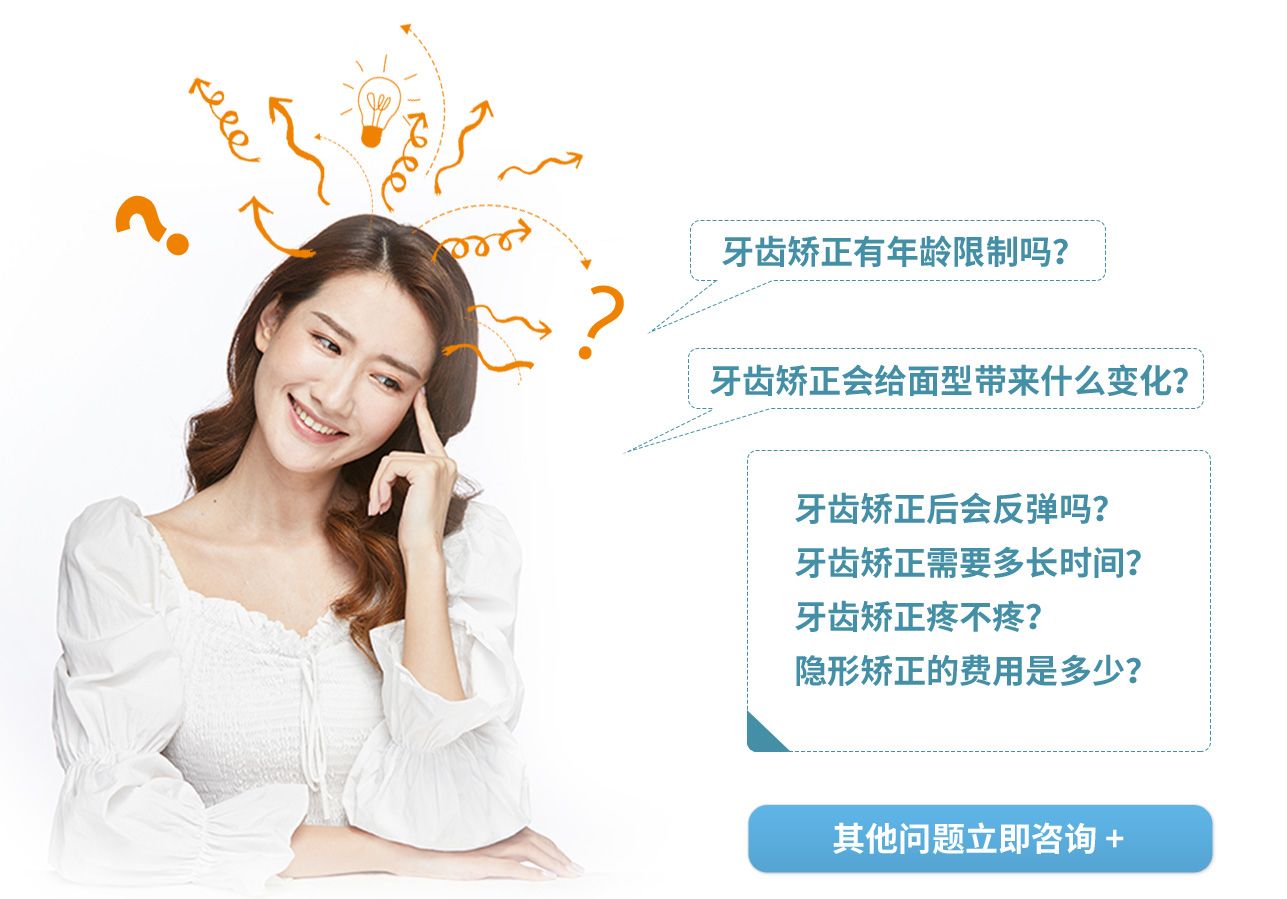 牙齿矫正有年龄限制吗？
牙齿矫正会给面型带来什么变化？
牙齿矫正后会反弹吗？
牙齿矫正需要多长时间？
牙齿矫正疼不疼？
隐形矫正的费用是多少？
其他问题立即咨询 +